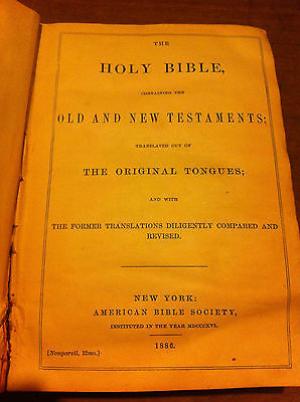 THE
HOLY BIBLE,
CONTAINING THE
OLD AND NEW TESTAMENTS;
TRANSLATED OUT OF
THE ORIGINAL TONGUES;
AND WITH
THE FORMER TRANSLATIONS DILIGENTLY COMPARED AND
REVISED.
NEW YORK:
AMERICAN BIBLE SOCIETY,
INSTITUTED IN THE YEAR MDCCCXVI.
1886.
[Nonpareil, 12mo.]